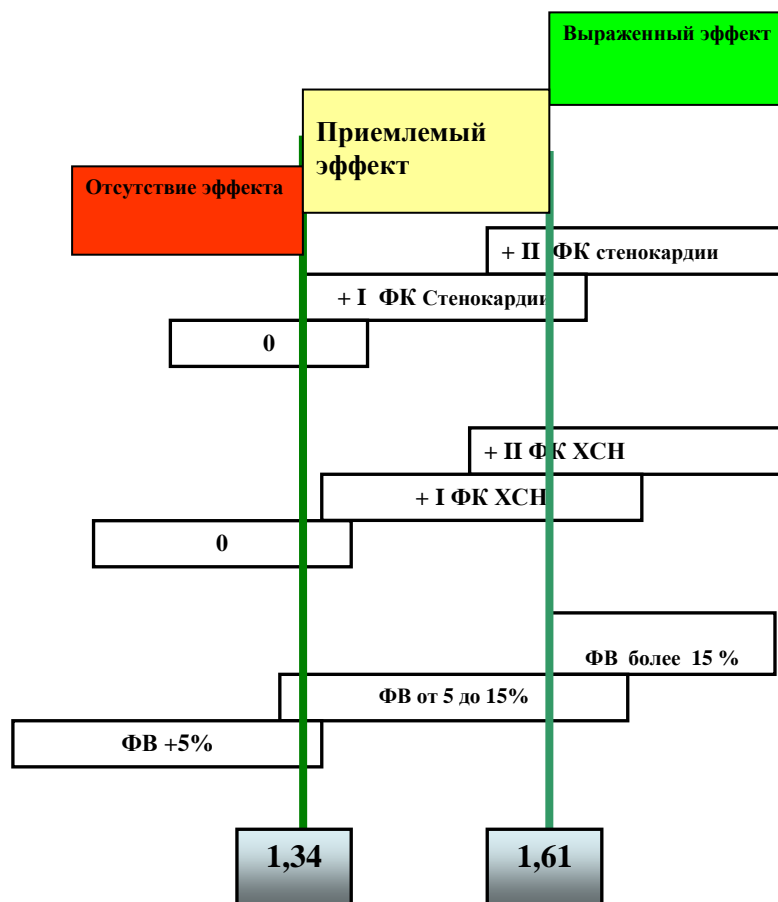 Выраженный эффект
Приемлемый
эффект
Отсутствие эффекта
+ II ФК стенокардии
+ I ФК Стенокардии
0
+ II ФК ХСН
+ I ФК ХСН
0
ФВ более 15 %
ФВ от 5 до 15%
ФВ +5%
1,34
1,61